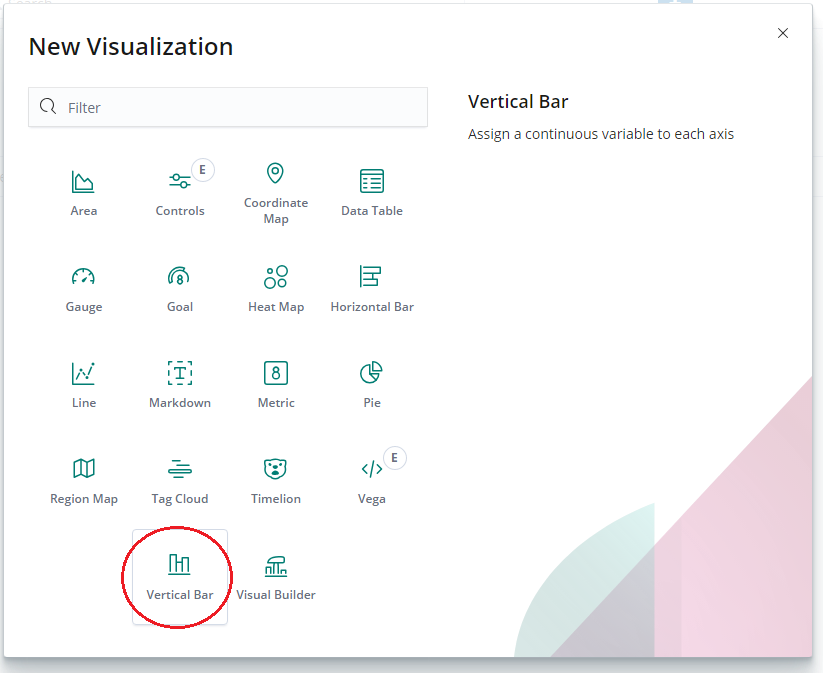 New Visualization
Filter
Vertical Bar
Assign a continuous variable to each axis
E
Area
Controls
Coordinate
Map
Data Table
Gauge
Goal
Heat Map
Horizontal Bar
Line
Markdown
Metric
Pie
E
Region Map
Tag Cloud
Timelion
Vega
Vertical Bar
Visual Builder